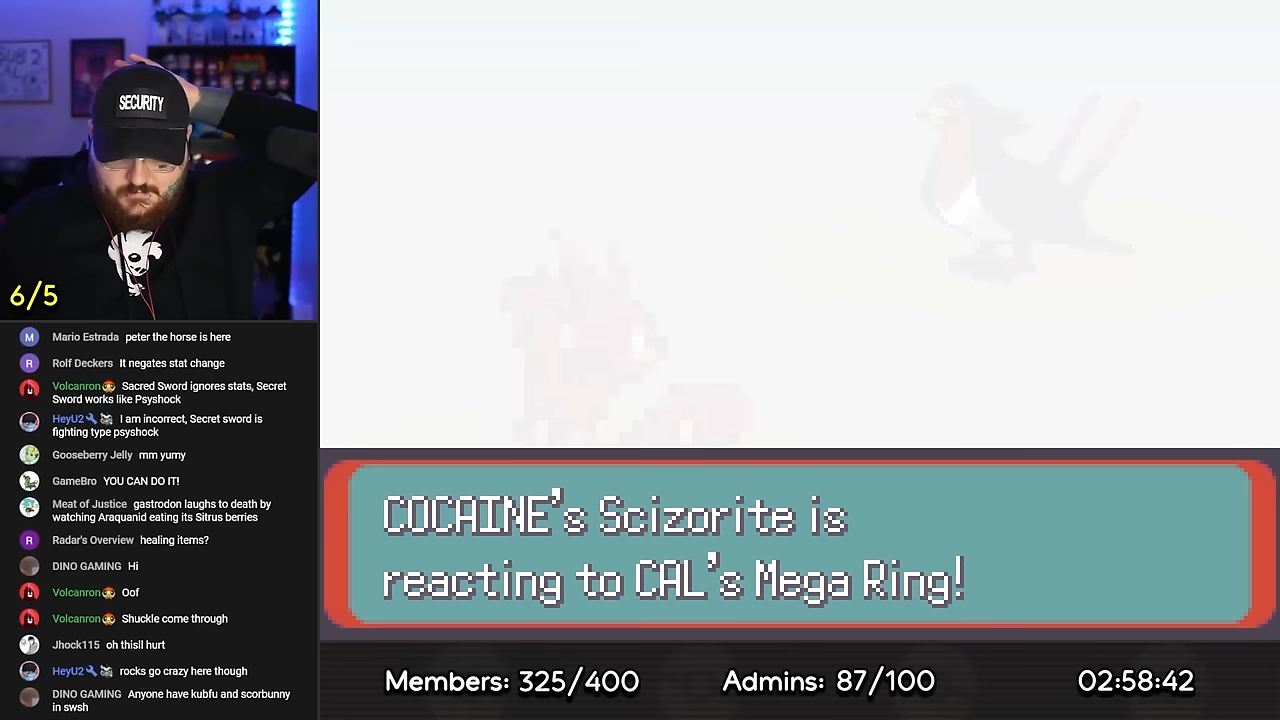 SUB 2
CAL
SECURITY
6/5
M Mario Estrada peter the horse is here
R Rolf Deckers It negates stat change
Volcanron Sacred Sword ignores stats, Secret
Sword works like Psyshock
HeyU2 I am incorrect, Secret sword is
fighting type psyshock
Gooseberry Jelly mm yumy
GameBro YOU CAN DO IT!
Meat of Justice gastrodon laughs to death by
watching Araquanid eating its Sitrus berries
R Radar's Overview healing items?
DINO GAMING Hi
Volcanron Oof
Volcanron Shuckle come through
Jhock115 oh thisll hurt
HeyU2 rocks go crazy here though
DINO GAMING Anyone have kubfu and scorbunny
in swsh
COCAINE's Scizorite is
reacting to CAL's Mega Ring!
Members: 325/400 Admins: 87/100 02:58:42